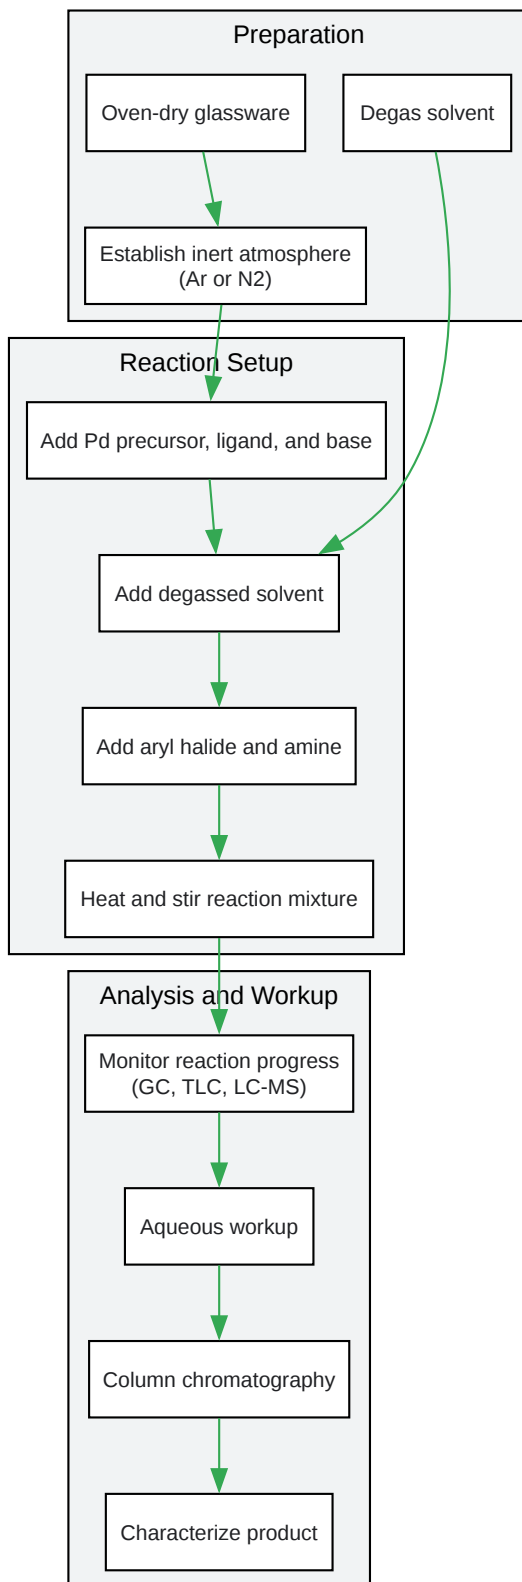 Preparation
Oven-dry glassware
Degas solvent
Establish inert atmosphere
(Ar or N2)
Reaction Setup
Add Pd precursor, ligand, and base
Add degassed solvent
Add aryl halide and amine
Heat and stir reaction mixture
Analysis and Workup
Monitor reaction progress
(GC, TLC, LC-MS)
Aqueous workup
Column chromatography
Characterize product